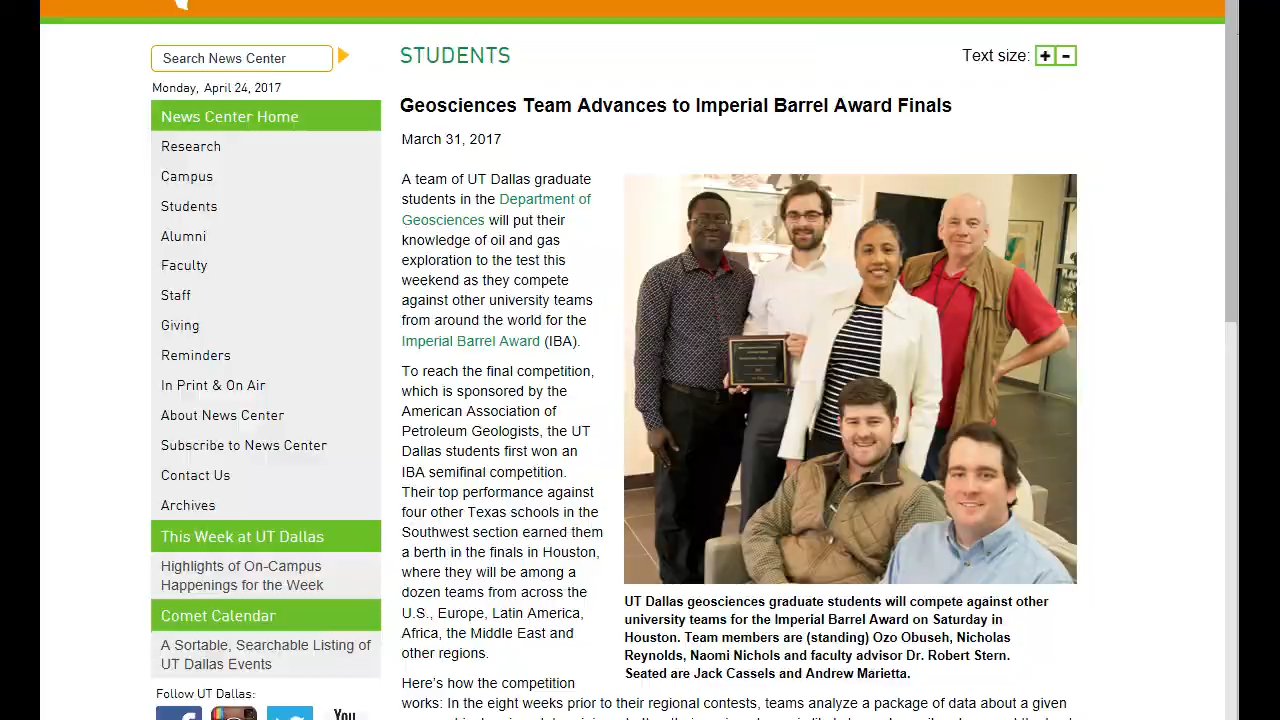 STUDENTS
Text size: + -
Search News Center
Monday, April 24, 2017
News Center Home
Research
Campus
Students
Alumni
Faculty
Staff
Giving
Reminders
In Print & On Air
About News Center
Subscribe to News Center
Contact Us
Archives
This Week at UT Dallas
Highlights of On-Campus
Happenings for the Week
Comet Calendar
A Sortable, Searchable Listing of
UT Dallas Events
Follow UT Dallas:
You
Geosciences Team Advances to Imperial Barrel Award Finals
March 31, 2017
A team of UT Dallas graduate
students in the Department of
Geosciences will put their
knowledge of oil and gas
exploration to the test this
weekend as they compete
against other university teams
from around the world for the
Imperial Barrel Award (IBA).
To reach the final competition,
which is sponsored by the
American Association of
Petroleum Geologists, the UT
Dallas students first won an
IBA semifinal competition.
Their top performance against
four other Texas schools in the
Southwest section earned them
a berth in the finals in Houston,
where they will be among a
dozen teams from across the
U.S., Europe, Latin America,
Africa, the Middle East and
other regions.
UT Dallas geosciences graduate students will compete against other
university teams for the Imperial Barrel Award on Saturday in
Houston. Team members are (standing) Ozo Obuseh, Nicholas
Reynolds, Naomi Nichols and faculty advisor Dr. Robert Stern.
Seated are Jack Cassels and Andrew Marietta.
Here's how the competition
works: In the eight weeks prior to their regional contests, teams analyze a package of data about a given